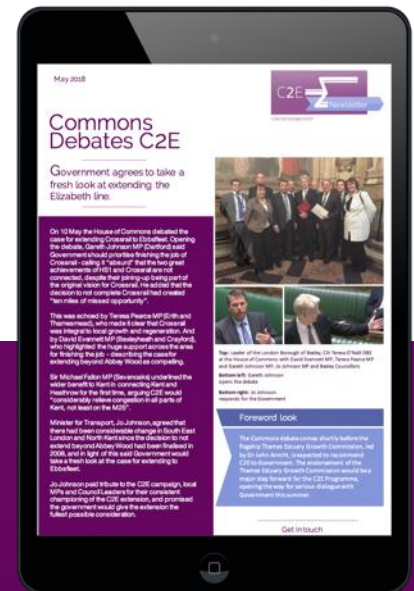 May 2018
C2E
Newsletter
Commons
Debates C2E
Government agrees to take a
fresh look at extending the
Elizabeth line.
On 10 May the House of Commons debated the
case for extending Crossrail to Ebbsfleet. Opening
the debate, Gareth Johnson MP (Dartford) said
Government should prioritise finishing the job of
Crossrail - calling it "absurd" that the two great
achievements of HS1 and Crossrail are not
connected, despite their joining-up being part of
the original vision for Crossrail. He added that the
decision to not complete Crossrail had created
"ten miles of missed opportunity".
This was echoed by Teresa Pearce MP (Erith and
Thamesmead), who made it clear that Crossrail
was integral to local growth and regeneration. And
by David Evennett MP (Bexleyheath and Crayford),
who highlighted the huge support across the area
for finishing the job - describing the case for
extending beyond Abbey Wood as compelling.
Sir Michael Fallon MP (Sevenoaks) underlined the
wider benefit to Kent in connecting Kent and
Heathrow for the first time, arguing C2E would
"considerably relieve congestion in all parts of
Kent, not least on the M25".
Minister for Transport, Jo Johnson, agreed that
there had been considerable change in South East
London and North Kent since the decision to not
extend beyond Abbey Wood had been finalised in
2008, and in light of this said Government would
take a fresh look at the case for extending to
Ebbsfleet.
Jo Johnson paid tribute to the C2E campaign, local
MPs and Council Leaders for their consistent
championing of the C2E extension, and promised
the government would give the extension the
fullest possible consideration.
Top: Leader of the London Borough of Bexley, Cllr Teresa O'Neill OBE
at the House of Commons with David Evennett MP, Teresa Pearce MP
and Gareth Johnson MP, Jo Johnson MP and Bexley Councillors
Bottom left: Gareth Johnson
opens the debate
Bottom right: Jo Johnson
responds for the Government
Foreword look
The Commons debate comes shortly before the
flagship Thames Estuary Growth Commission, led
by Sir John Armitt, is expected to recommend
C2E to Government. The endorsement of the
Thames Estuary Growth Commission would be a
major step forward for the C2E Programme,
opening the way for serious dialogue with
Government this summer.
Get in touch